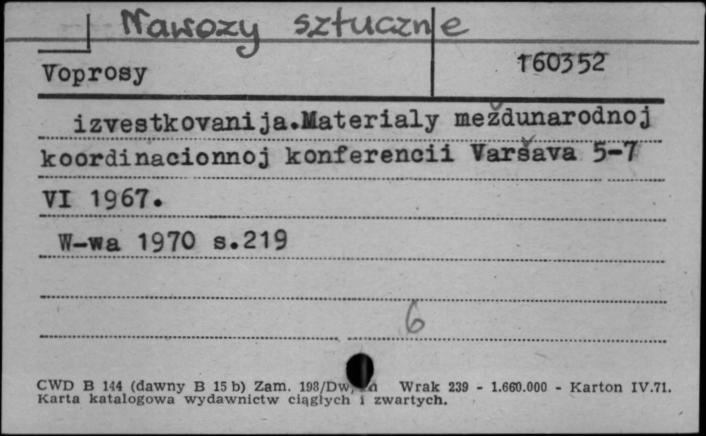 Nawozy sztuczne
Voprosy
160352
izvestkovanija.Materialy meždunarodnoj
koordinacionnoj konferencii Varšava 5-7
VI 1967.
W-wa 1970 s.219
6
CWD B 144 (dawny B 15 b) Zam. 198/Dw, Wrak 239 - 1.660.000 - Karton IV.71.
Karta katalogowa wydawnictw ciągłych i zwartych.